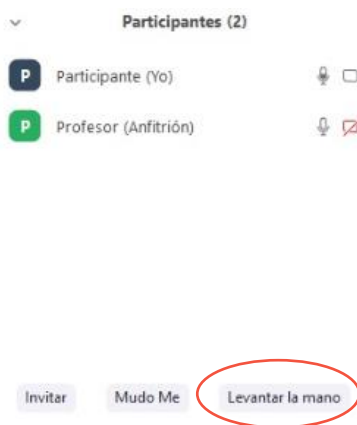 Participantes (2)
P Participante (Yo)
P Profesor (Anfitrión)
Invitar Mudo Me Levantar la mano